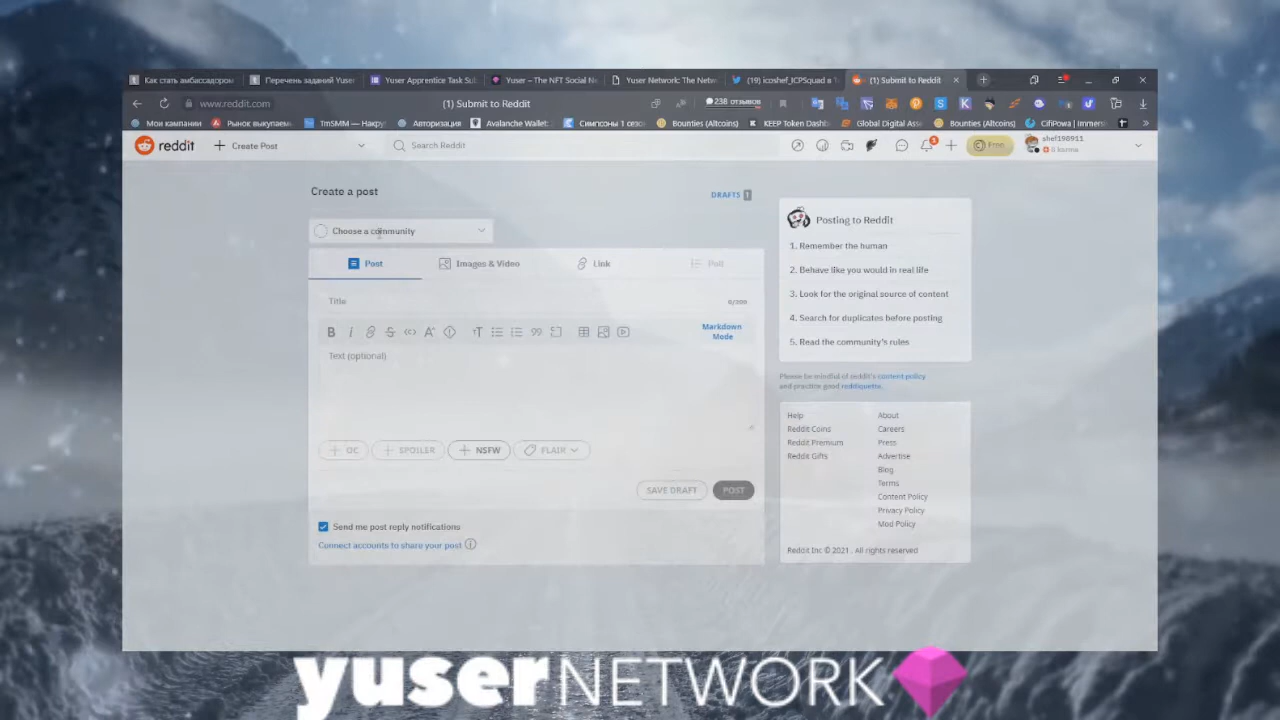 Как стать амбассадором
Перечень заданий Yuser
Yuser Apprentice Task Sub
Yuser – The NFT Social Ne
Yuser Network: The Netw
(19) icoshef_ICPSquad в Т
(1) Submit to Reddit
www.reddit.com
(1) Submit to Reddit
238 отзывов
Мои кампании
Рынок выкупаем
TmSMM — Накру
Авторизация
Avalanche Wallet:
Симпсоны 1 сезо
Bounties (Altcoins)
KEEP Token Dashb
Global Digital Asse
Bounties (Altcoins)
CifiPowa | Immers
reddit
Create Post
Search Reddit
5
Free
shef198911
Create a post
DRAFTS 1
Choose a community
Post
Images & Video
Link
Poll
Title
0/300
Markdown
Mode
Text (optional)
OC
SPOILER
NSFW
FLAIR
SAVE DRAFT
POST
Send me post reply notifications
Connect accounts to share your post
Posting to Reddit
1. Remember the human
2. Behave like you would in real life
3. Look for the original source of content
4. Search for duplicates before posting
5. Read the community's rules
Please be mindful of reddit's content policy
and practice good reddiquette.
Help
Reddit Coins
Reddit Premium
Reddit Gifts
About
Careers
Press
Advertise
Blog
Terms
Content Policy
Privacy Policy
Mod Policy
Reddit Inc © 2021 . All rights reserved
yuser NETWORK